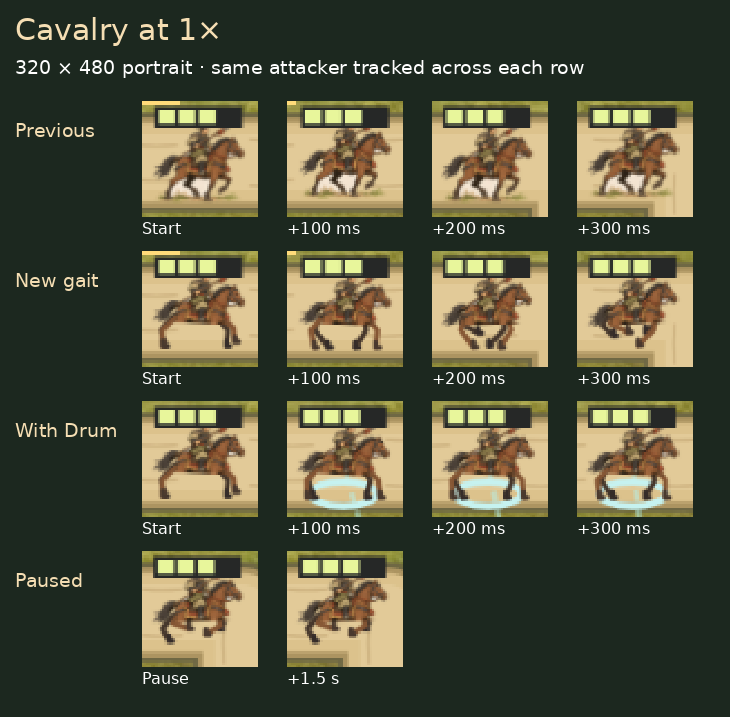 Cavalry at 1×
320 × 480 portrait · same attacker tracked across each row
Previous
Start
+100 ms
+200 ms
+300 ms
New gait
Start
+100 ms
+200 ms
+300 ms
With Drum
Start
+100 ms
+200 ms
+300 ms
Paused
Pause
+1.5 s